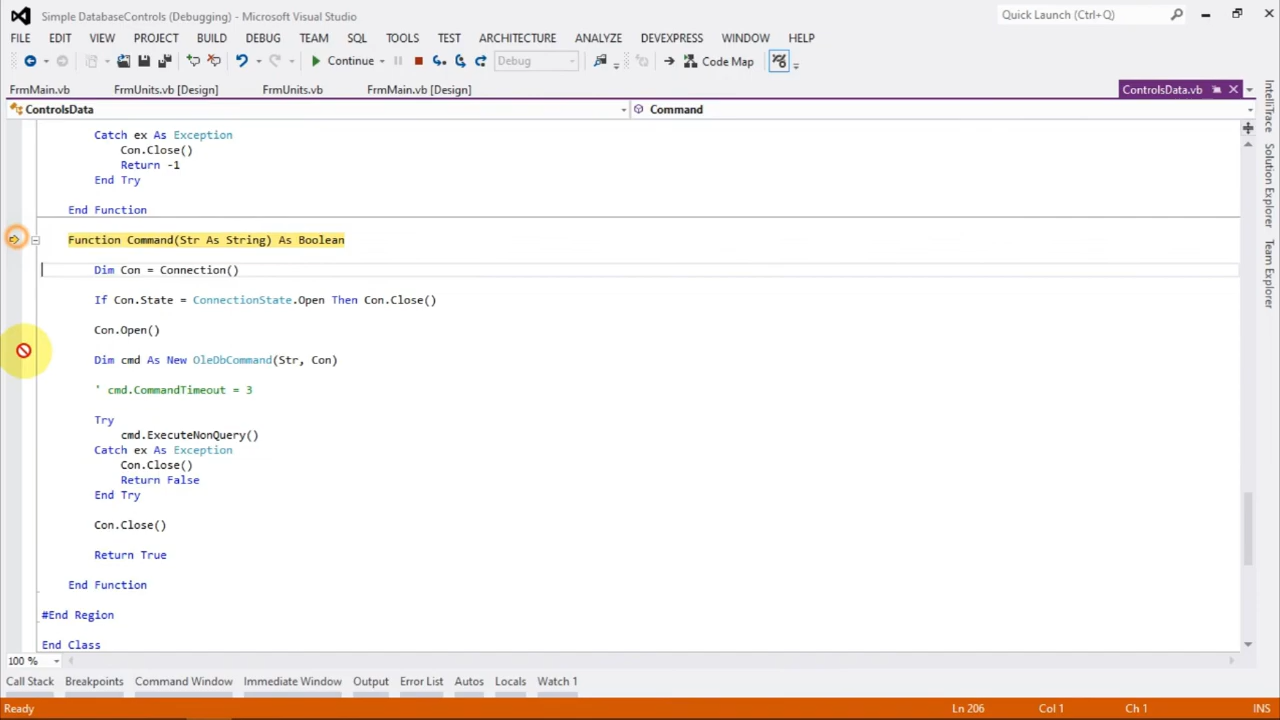 Simple DatabaseControls (Debugging) - Microsoft Visual Studio
Quick Launch (Ctrl+Q)
FILE EDIT VIEW PROJECT BUILD DEBUG TEAM SQL TOOLS TEST ARCHITECTURE ANALYZE DEVEXPRESS WINDOW HELP
Continue Debug Code Map
FrmMain.vb FrmUnits.vb [Design] FrmUnits.vb FrmMain.vb [Design] ControlsData.vb
ControlsData Command
Catch ex As Exception
Con.Close()
Return -1
End Try
End Function
Function Command(Str As String) As Boolean
Dim Con = Connection()
If Con.State = ConnectionState.Open Then Con.Close()
Con.Open()
Dim cmd As New OleDbCommand(Str, Con)
' cmd.CommandTimeout = 3
Try
cmd.ExecuteNonQuery()
Catch ex As Exception
Con.Close()
Return False
End Try
Con.Close()
Return True
End Function
#End Region
End Class
100 %
IntelliTrace
Solution Explorer
Team Explorer
Call Stack Breakpoints Command Window Immediate Window Output Error List Autos Locals Watch 1
Ready Ln 206 Col 1 Ch 1 INS